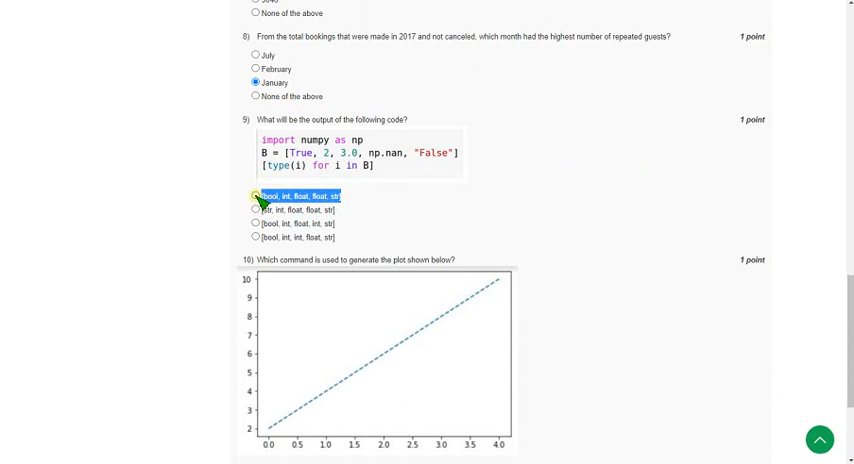 None of the above
8) From the total bookings that were made in 2017 and not canceled, which month had the highest number of repeated guests? 1 point
July
February
January
None of the above
9) What will be the output of the following code? 1 point
import numpy as np
B = [True, 2, 3.0, np.nan, "False"]
[type(i) for i in B]
[bool, int, float, float, str]
[str, int, float, float, str]
[bool, int, float, int, str]
[bool, int, int, float, str]
10) Which command is used to generate the plot shown below? 1 point
10
9
8
7
6
5
4
3
2
0.0 0.5 1.0 1.5 2.0 2.5 3.0 3.5 4.0